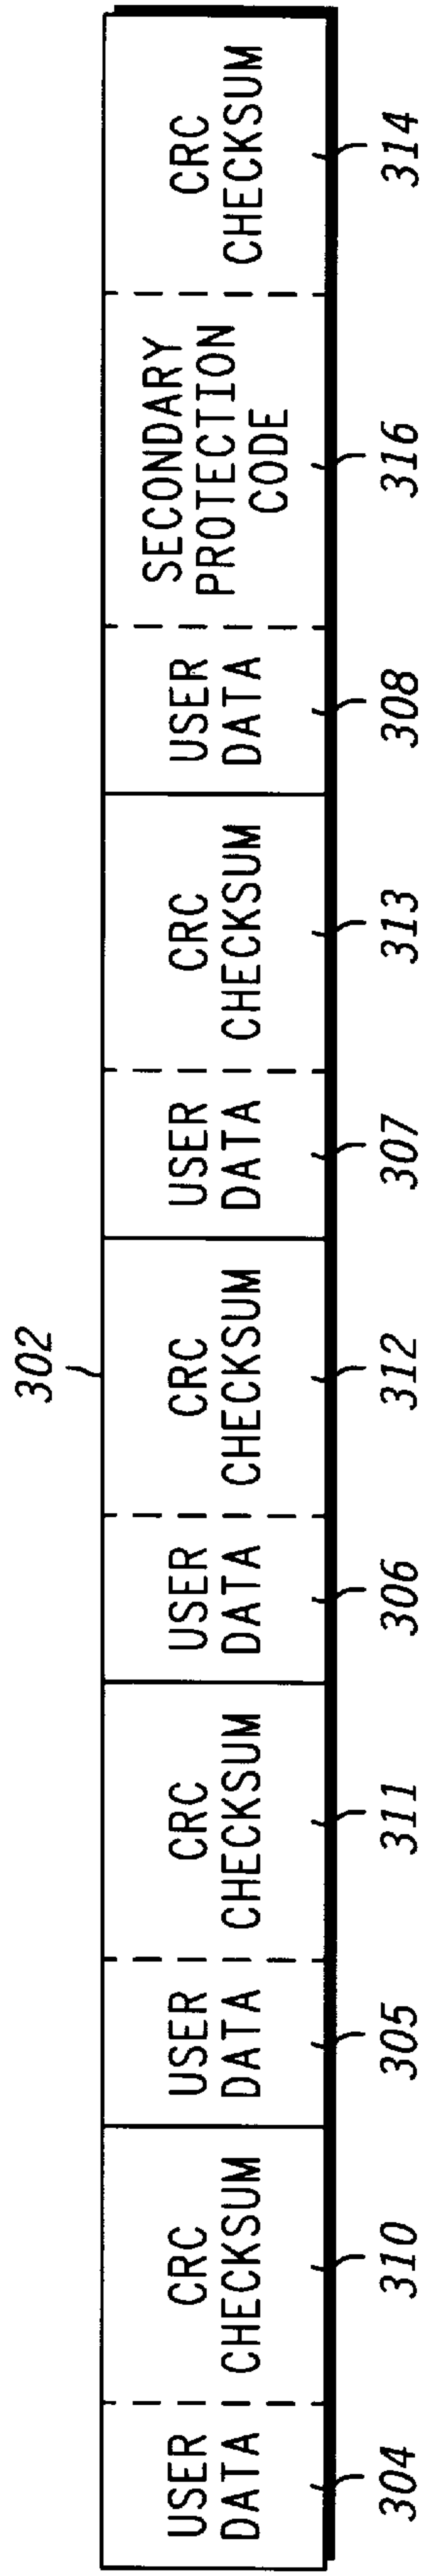 302
USER
DATA
CRC
CHECKSUM
USER
DATA
CRC
CHECKSUM
USER
DATA
CRC
CHECKSUM
USER
DATA
CRC
CHECKSUM
USER
DATA
SECONDARY
PROTECTION
CODE
CRC
CHECKSUM
304
310
305
311
306
312
307
313
308
316
314